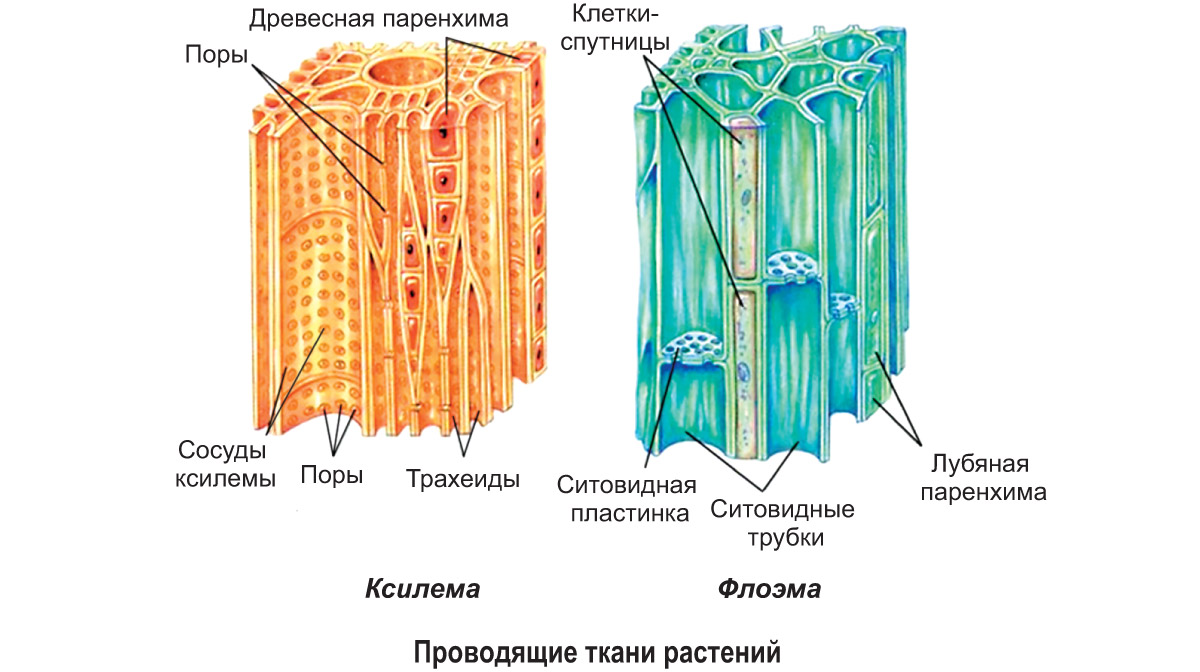 Древесная паренхима
Поры
Сосуды
ксилемы
Поры
Трахеиды
Ксилема
Клетки-
спутницы
Ситовидная
пластинка
Ситовидные
трубки
Лубяная
паренхима
Флоэма
Проводящие ткани растений